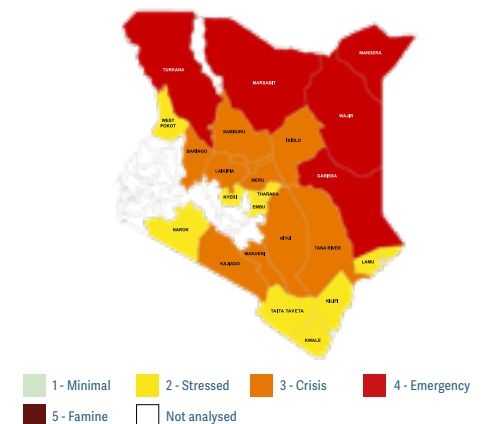 MANDERA
TURKANA
MARSABIT
WAJIR
WEST
POKOT
SAMBURU
ISIOLO
BARINGO
LAIKIPIA
GARISSA
MERU
NYERI
THARAKA
EMBU
NAROK
KITUI
TANA RIVER
MAKUENI
KAJIADO
LAMU
KILIFI
TAITA TAVETA
KWALE
1 - Minimal
2 - Stressed
3 - Crisis
4 - Emergency
5 - Famine
Not analysed